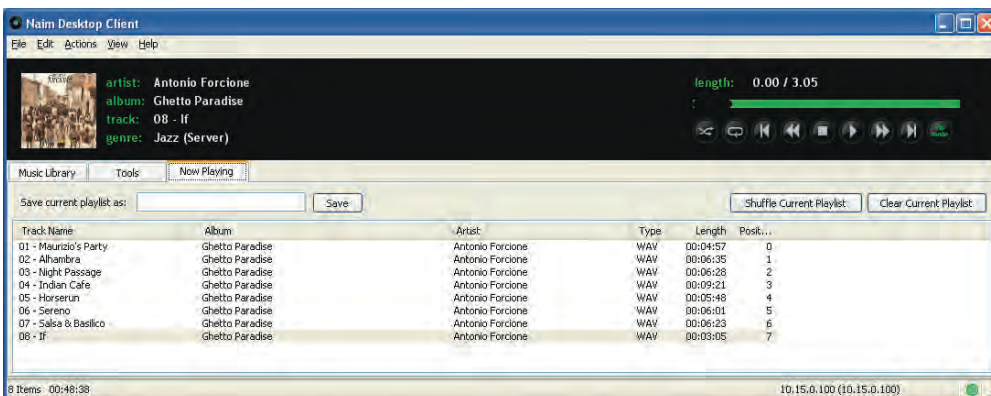 Naim Desktop Client
File Edit Actions View Help
artist: Antonio Forcione
album: Ghetto Paradise
track: 08 - If
genre: Jazz (Server)
length: 0.00 / 3.05
Music Library Tools Now Playing
Save current playlist as: Save Shuffle Current Playlist Clear Current Playlist
Track Name Album Artist Type Length Posit...
01 - Maurizio's Party Ghetto Paradise Antonio Forcione WAV 00:04:57 0
02 - Alhambra Ghetto Paradise Antonio Forcione WAV 00:06:35 1
03 - Night Passage Ghetto Paradise Antonio Forcione WAV 00:06:28 2
04 - Indian Cafe Ghetto Paradise Antonio Forcione WAV 00:09:21 3
05 - Horserun Ghetto Paradise Antonio Forcione WAV 00:05:48 4
06 - Sereno Ghetto Paradise Antonio Forcione WAV 00:06:01 5
07 - Salsa & Basilico Ghetto Paradise Antonio Forcione WAV 00:06:23 6
08 - If Ghetto Paradise Antonio Forcione WAV 00:03:05 7
8 Items 00:48:38 10.15.0.100 (10.15.0.100)